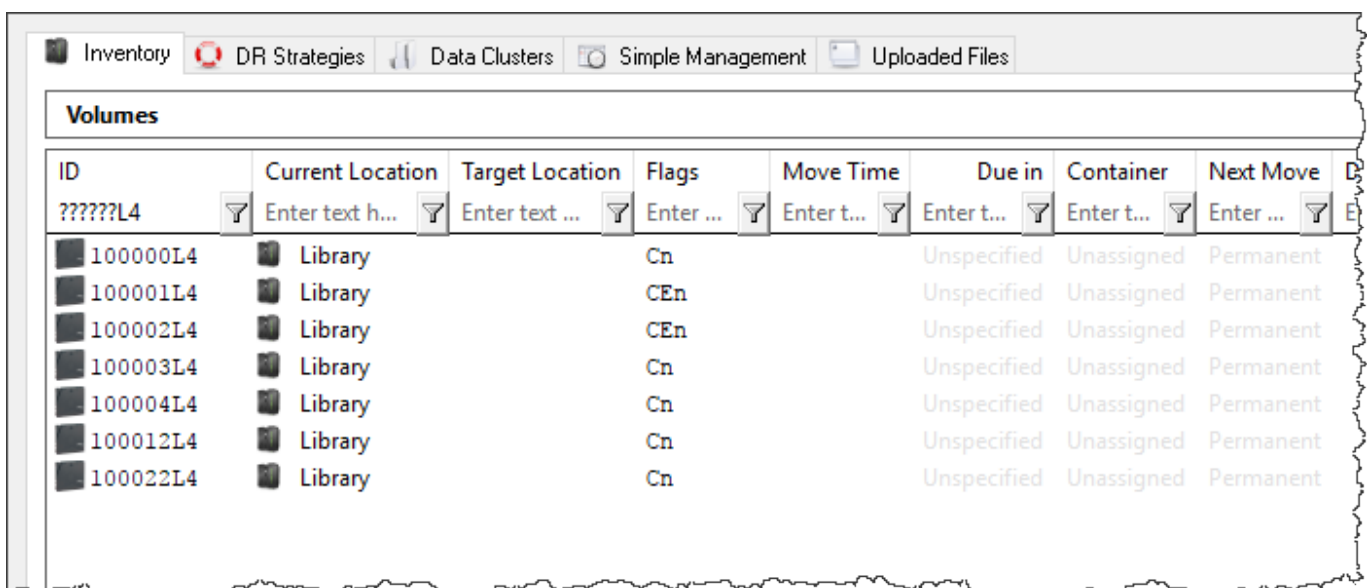 Inventory DR Strategies Data Clusters Simple Management Uploaded Files
Volumes
ID Current Location Target Location Flags Move Time Due in Container Next Move
??????L4 Enter text h... Enter text ... Enter ... Enter t... Enter t... Enter t... Enter ...
100000L4 Library Cn Unspecified Unassigned Permanent
100001L4 Library CEn Unspecified Unassigned Permanent
100002L4 Library CEn Unspecified Unassigned Permanent
100003L4 Library Cn Unspecified Unassigned Permanent
100004L4 Library Cn Unspecified Unassigned Permanent
100012L4 Library Cn Unspecified Unassigned Permanent
100022L4 Library Cn Unspecified Unassigned Permanent